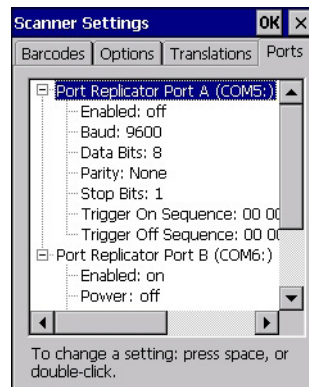 Scanner Settings OK ×
Barcodes Options Translations Ports
Port Replicator Port A (COM5:)
Enabled: off
Baud: 9600
Data Bits: 8
Parity: None
Stop Bits: 1
Trigger On Sequence: 00 00
Trigger Off Sequence: 00 00
Port Replicator Port B (COM6:)
Enabled: on
Power: off
To change a setting: press space, or
double-click.